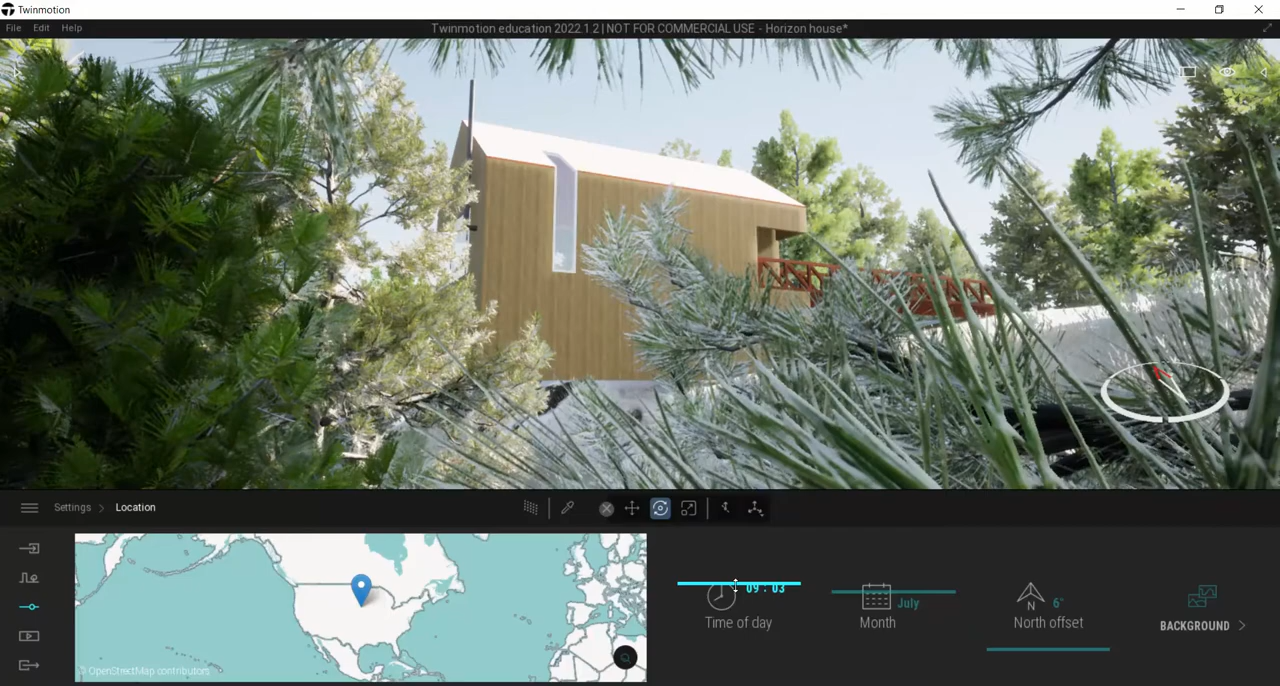 Twinmotion
File Edit Help
Twinmotion education 2022.1.2 | NOT FOR COMMERCIAL USE - Horizon house*
Settings > Location
09 : 03
Time of day
July
Month
N
6°
North offset
BACKGROUND >
© OpenStreetMap contributors